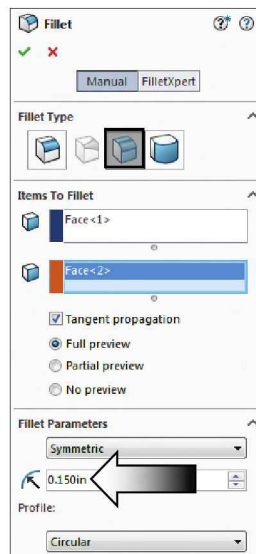 Fillet
Manual FilletXpert
Fillet Type
Items To Fillet
Face<1>
Face<2>
Tangent propagation
Full preview
Partial preview
No preview
Fillet Parameters
Symmetric
0.150in
Profile:
Circular